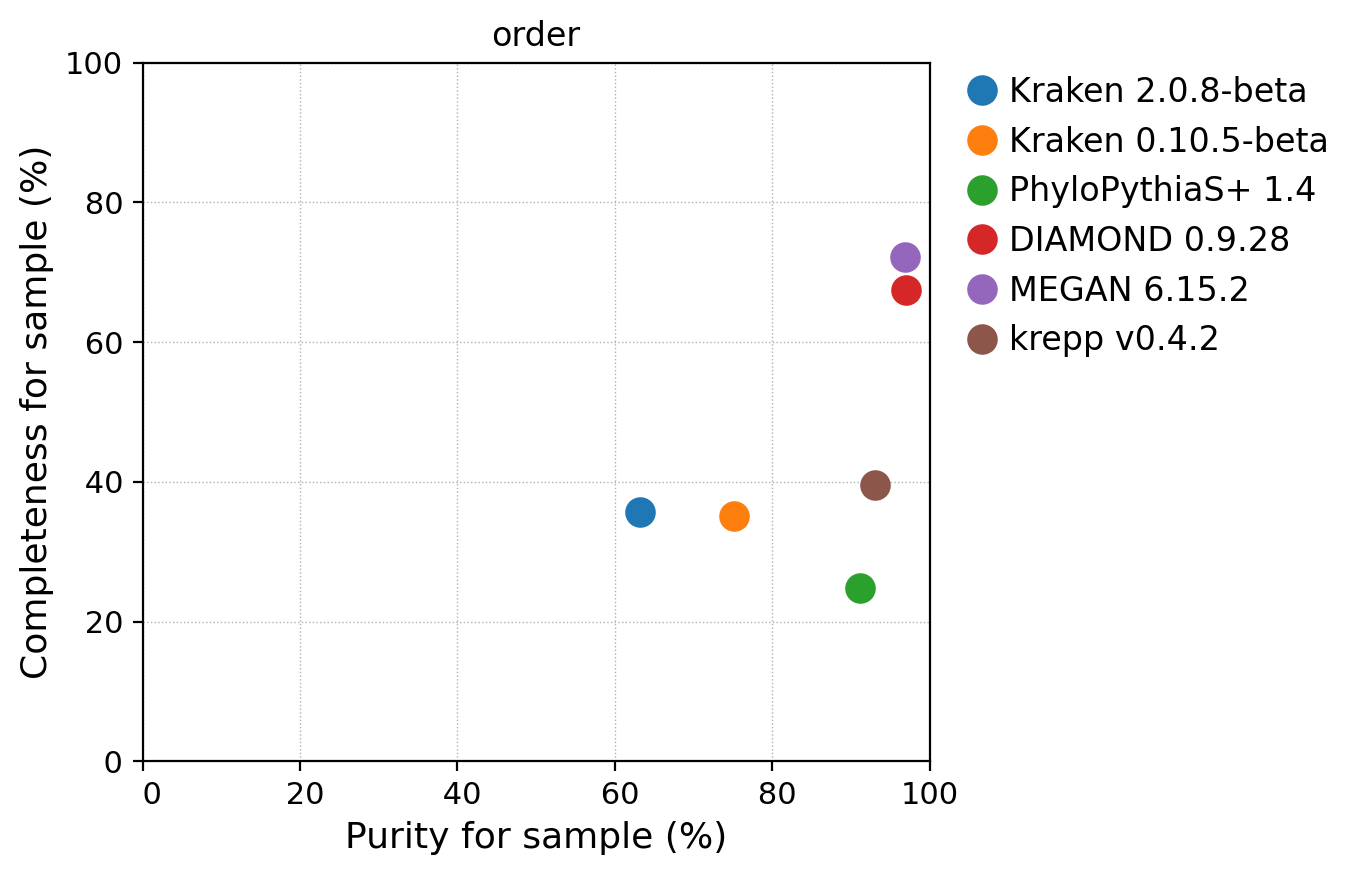 order
100
80
60
40
20
0
Completeness for sample (%)
0 20 40 60 80 100
Purity for sample (%)
Kraken 2.0.8-beta
Kraken 0.10.5-beta
PhyloPythiaS+ 1.4
DIAMOND 0.9.28
MEGAN 6.15.2
krepp v0.4.2